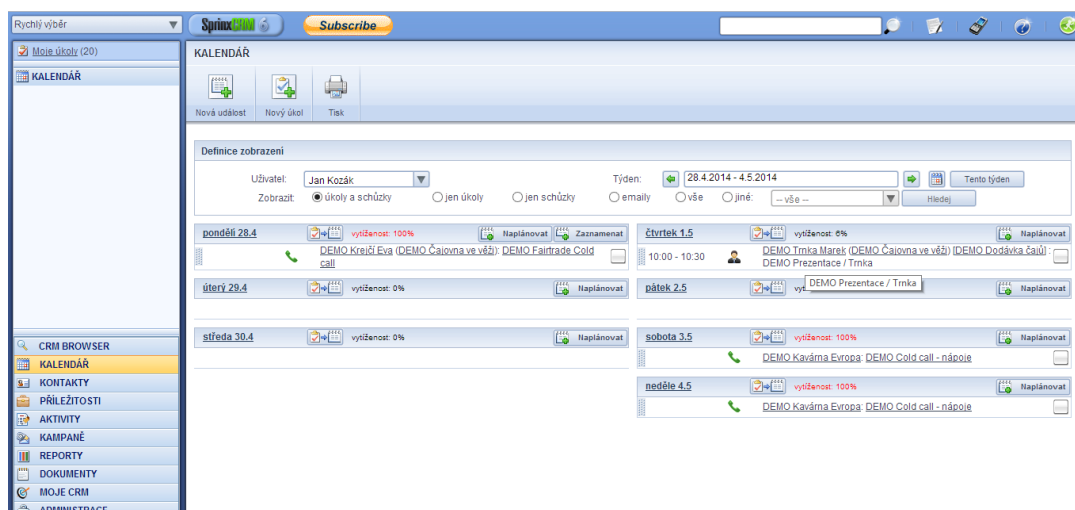 Rychlý výběr
SprinxCRM 6
Subscribe
Moje úkoly (20)
KALENDÁŘ
KALENDÁŘ
Nová událost Nový úkol Tisk
Definice zobrazení
Uživatel: Jan Kozák Týden: 28.4.2014 - 4.5.2014 Tento týden
Zobrazit: úkoly a schůzky jen úkoly jen schůzky emaily vše jiné: -- vše -- Hledej
pondělí 28.4 vytíženost: 100% Naplánovat Zaznamenat
DEMO Krejčí Eva (DEMO Čajovna ve věži): DEMO Fairtrade Cold
call
úterý 29.4 vytíženost: 0% Naplánovat
středa 30.4 vytíženost: 0% Naplánovat
čtvrtek 1.5 vytíženost: 6% Naplánovat
10:00 - 10:30 DEMO Trnka Marek (DEMO Čajovna ve věži) [DEMO Dodávka čajů] :
DEMO Prezentace / Trnka
pátek 2.5 Naplánovat
DEMO Prezentace / Trnka
sobota 3.5 vytíženost: 100% Naplánovat
DEMO Kavárna Evropa: DEMO Cold call - nápoje
neděle 4.5 vytíženost: 100% Naplánovat
DEMO Kavárna Evropa: DEMO Cold call - nápoje
CRM BROWSER
KALENDÁŘ
KONTAKTY
PŘÍLEŽITOSTI
AKTIVITY
KAMPANĚ
REPORTY
DOKUMENTY
MOJE CRM
ADMINISTRACE